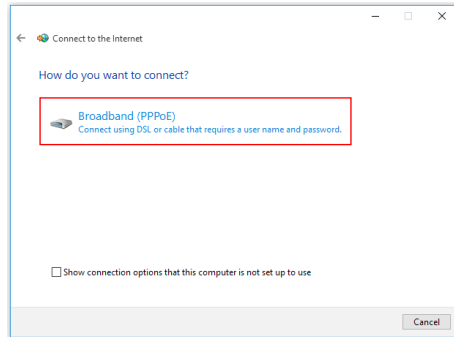 Connect to the Internet
How do you want to connect?
Broadband (PPPoE)
Connect using DSL or cable that requires a user name and password.
Show connection options that this computer is not set up to use
Cancel